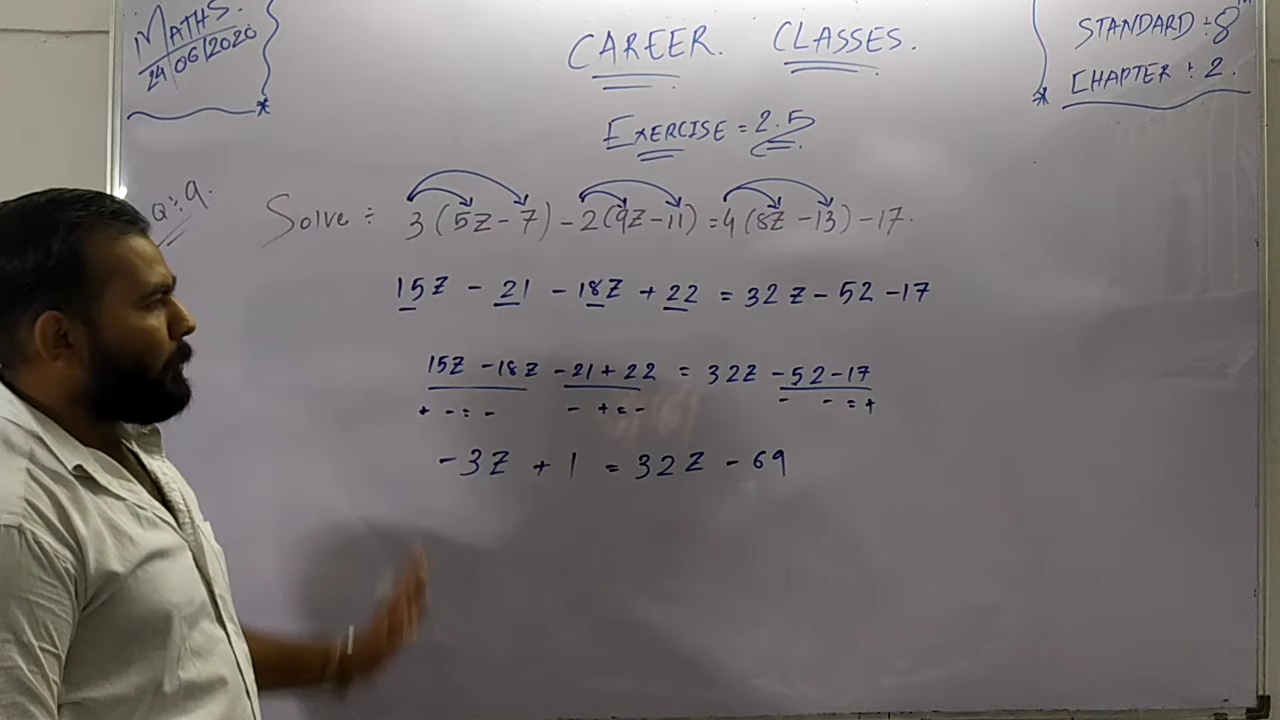 MATHS.
24/06/2020
CAREER. CLASSES.
STANDARD :- 8th
CHAPTER : 2.
EXERCISE = 2.5
Q:9.
Solve ÷ 3(5z-7)-2(9z-11)=4(8z-13)-17.
15z - 21 - 18z + 22 = 32z - 52 - 17
15z - 18z - 21 + 22 = 32z - 52 - 17
+ - = - - + = - - - = +
-3z + 1 = 32z - 69